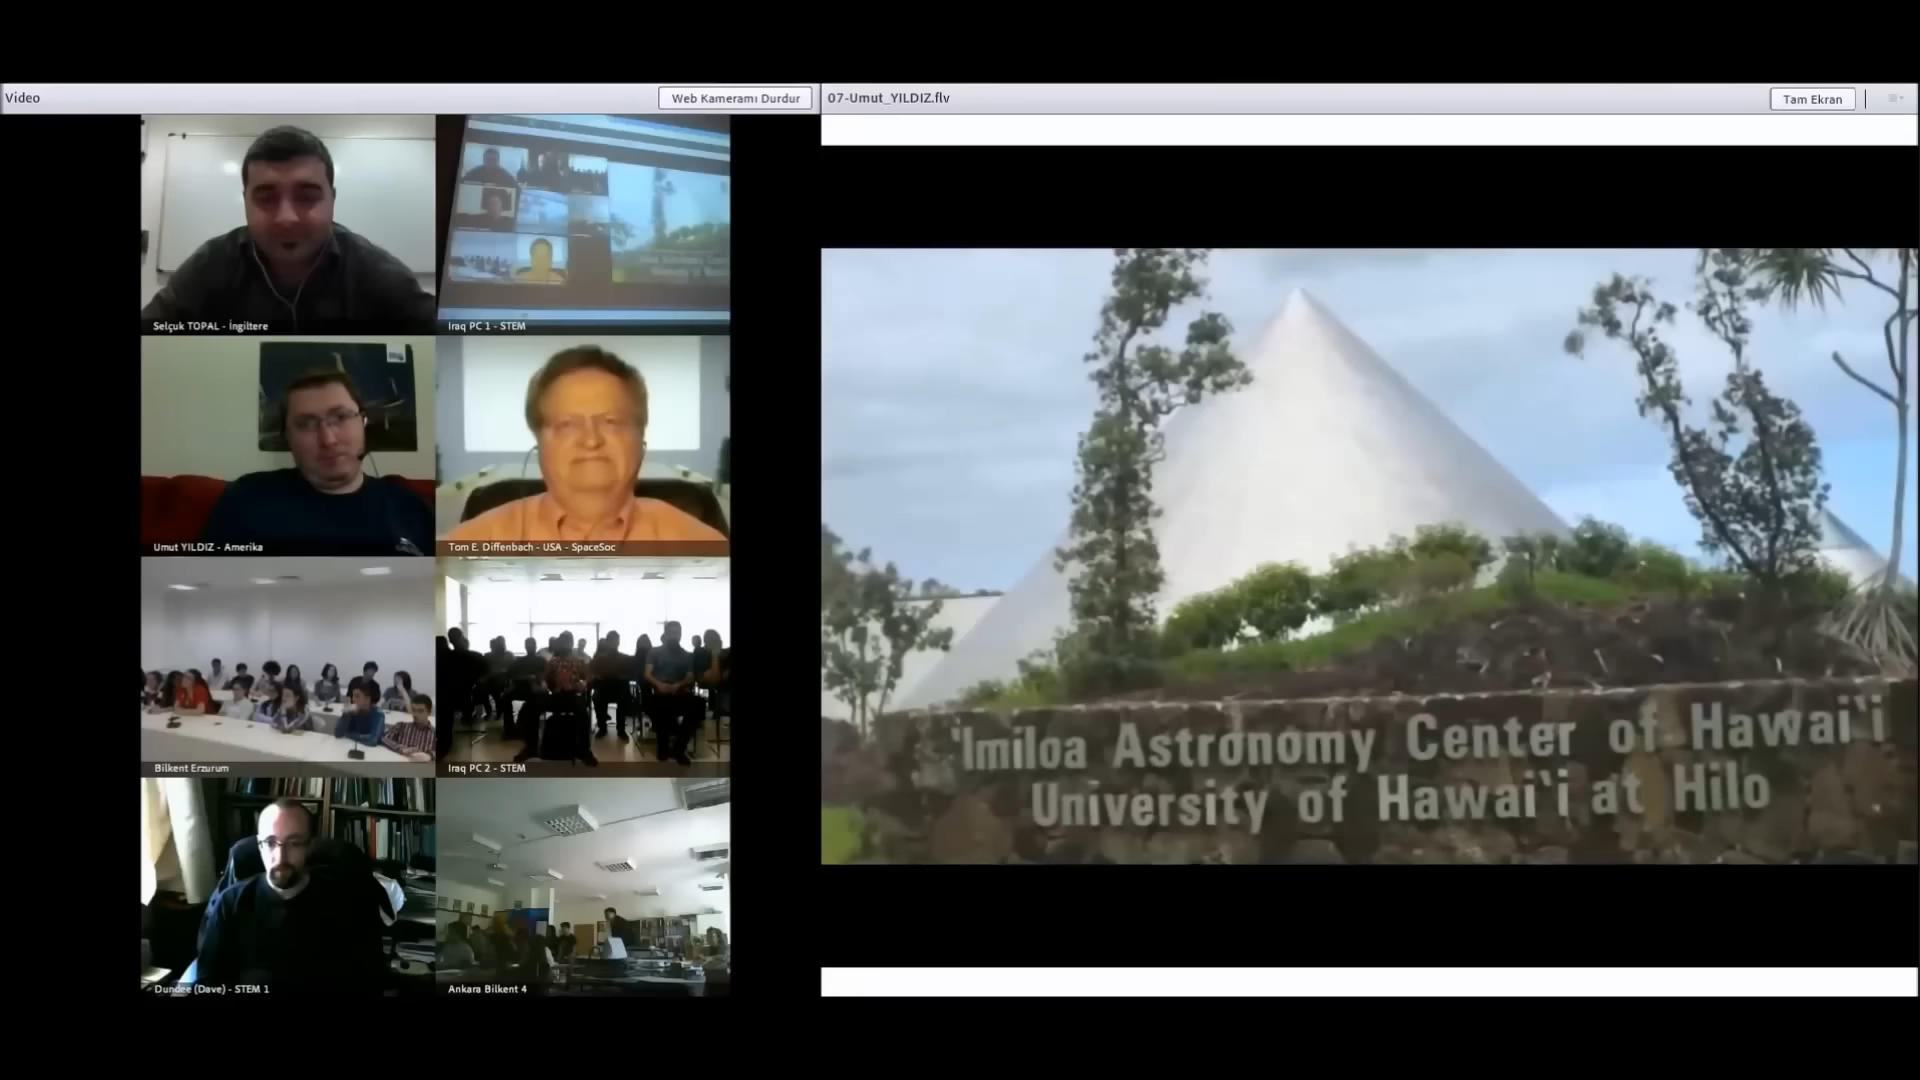 Video
Web Kameramı Durdur
07-Umut_YILDIZ.flv
Tam Ekran
Selçuk TOPAL - İngiltere
Iraq PC 1 - STEM
Umut YILDIZ - Amerika
Tom E. Diffenbach - USA - SpaceSoc
Bilkent Erzurum
Iraq PC 2 - STEM
Dundee (Dave) - STEM 1
Ankara Bilkent 4
'Imiloa Astronomy Center of Hawai'i
University of Hawai'i at Hilo